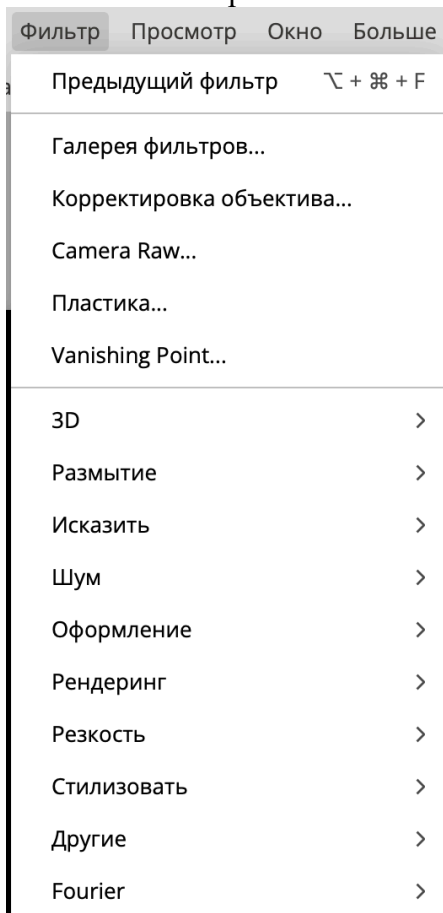 Фильтр Просмотр Окно Больше
Предыдущий фильтр ⌥ + ⌘ + F
Галерея фильтров...
Корректировка объектива...
Camera Raw...
Пластика...
Vanishing Point...
3D
Размытие
Исказить
Шум
Оформление
Рендеринг
Резкость
Стилизовать
Другие
Fourier